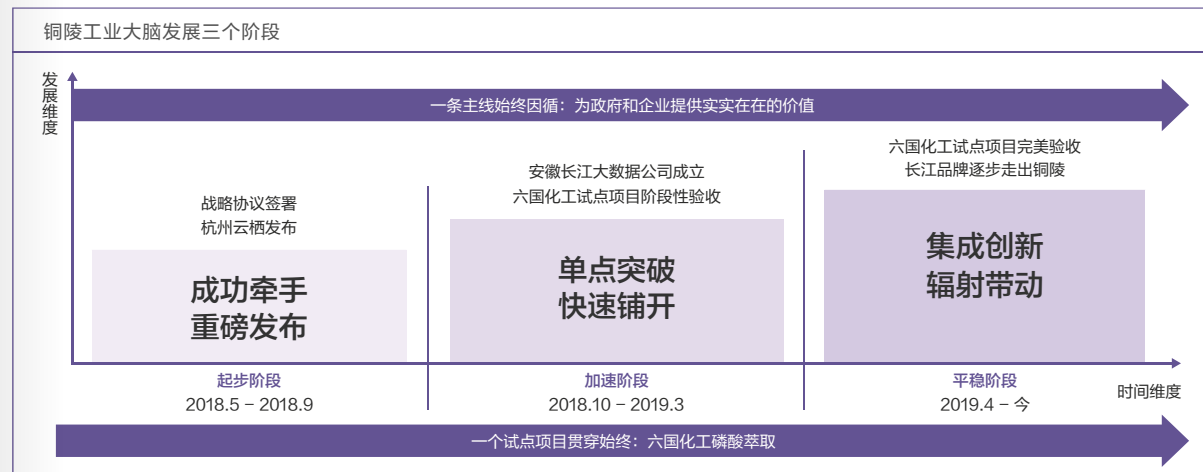 铜陵工业大脑发展三个阶段
发展维度
一条主线始终因循：为政府和企业提供实实在在的价值
战略协议签署
杭州云栖发布
成功牵手
重磅发布
起步阶段
2018.5 – 2018.9
安徽长江大数据公司成立
六国化工试点项目阶段性验收
单点突破
快速铺开
加速阶段
2018.10 – 2019.3
六国化工试点项目完美验收
长江品牌逐步走出铜陵
集成创新
辐射带动
平稳阶段
2019.4 – 今
时间维度
一个试点项目贯穿始终：六国化工磷酸萃取